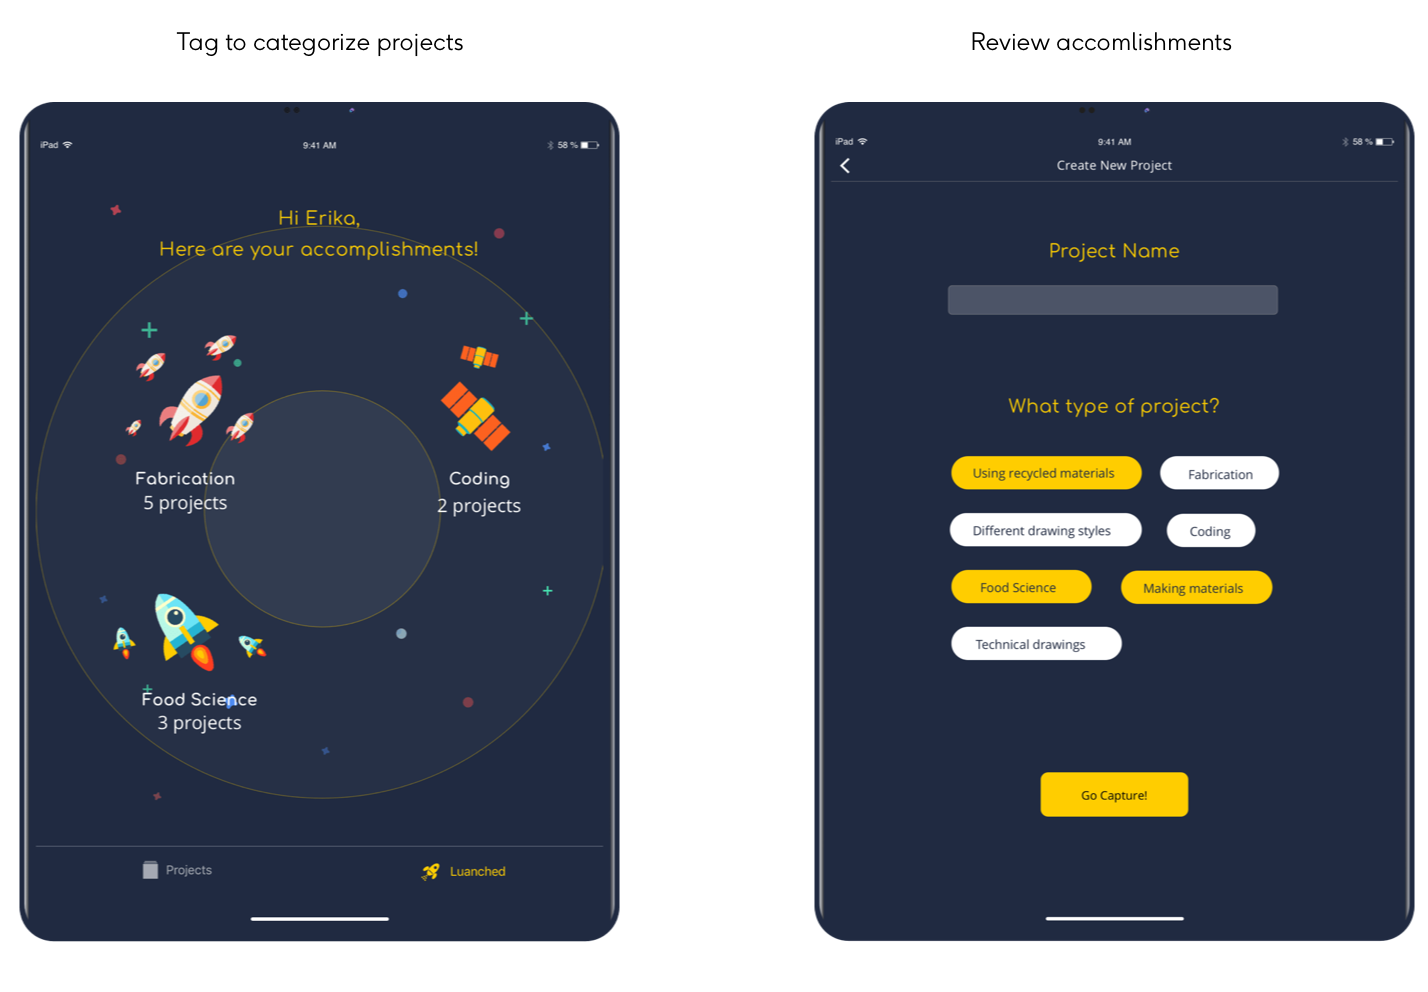 Tag to categorize projects
Review accomlishments
iPad
9:41 AM
58 %
Hi Erika,
Here are your accomplishments!
Fabrication
5 projects
Coding
2 projects
Food Science
3 projects
Projects
Luanched
iPad
9:41 AM
58 %
Create New Project
Project Name
What type of project?
Using recycled materials
Fabrication
Different drawing styles
Coding
Food Science
Making materials
Technical drawings
Go Capture!